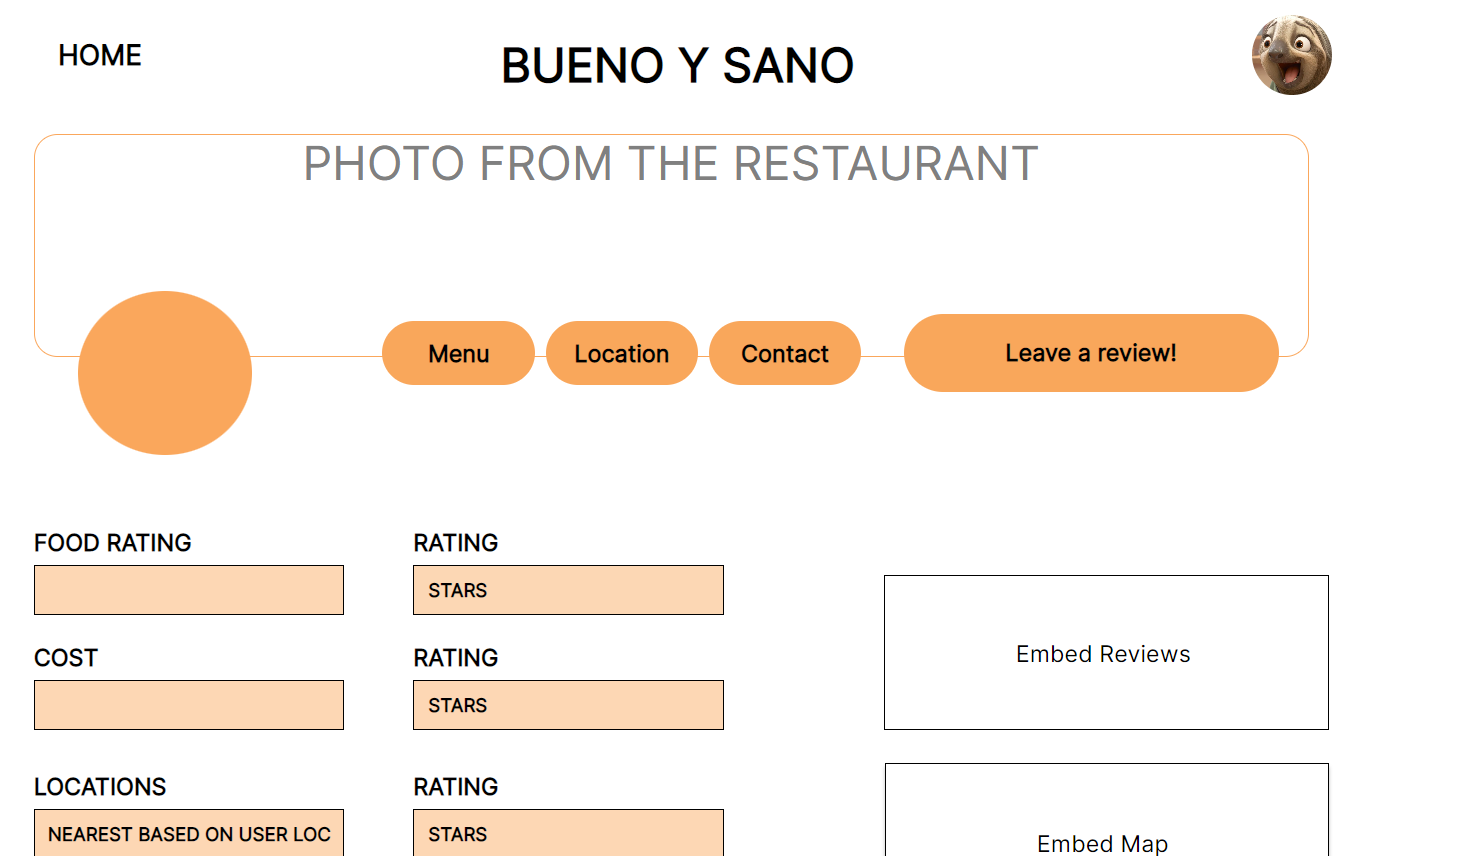 HOME
BUENO Y SANO
PHOTO FROM THE RESTAURANT
Menu
Location
Contact
Leave a review!
FOOD RATING
RATING
STARS
COST
RATING
STARS
LOCATIONS
NEAREST BASED ON USER LOC
RATING
STARS
Embed Reviews
Embed Map